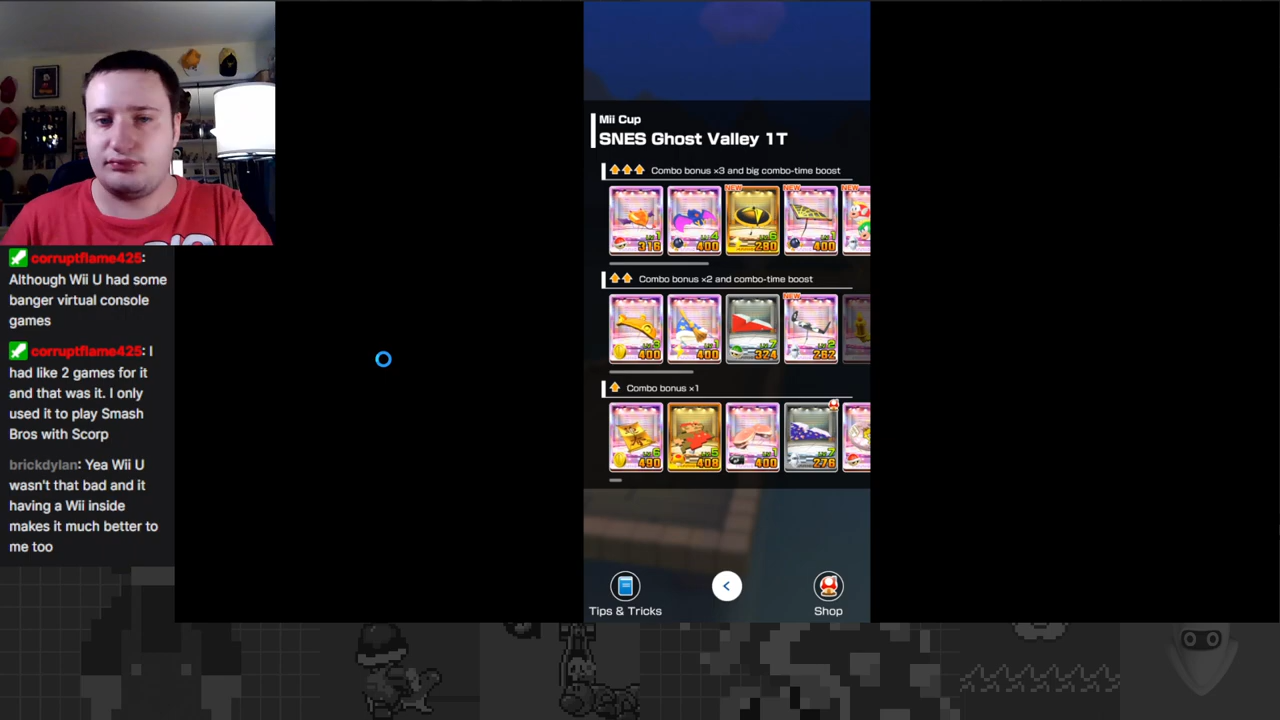 corruptflame425:
Although Wii U had some
banger virtual console
games
corruptflame425: I
had like 2 games for it
and that was it. I only
used it to play Smash
Bros with Scorp
brickdylan: Yea Wii U
wasn't that bad and it
having a Wii inside
makes it much better to
me too
Mii Cup
SNES Ghost Valley 1T
Combo bonus ×3 and big combo-time boost
NEW NEW NEW
316 400 280 400
Combo bonus ×2 and combo-time boost
NEW
400 400 324 262
Combo bonus ×1
490 408 400 276
Tips & Tricks
<
Shop